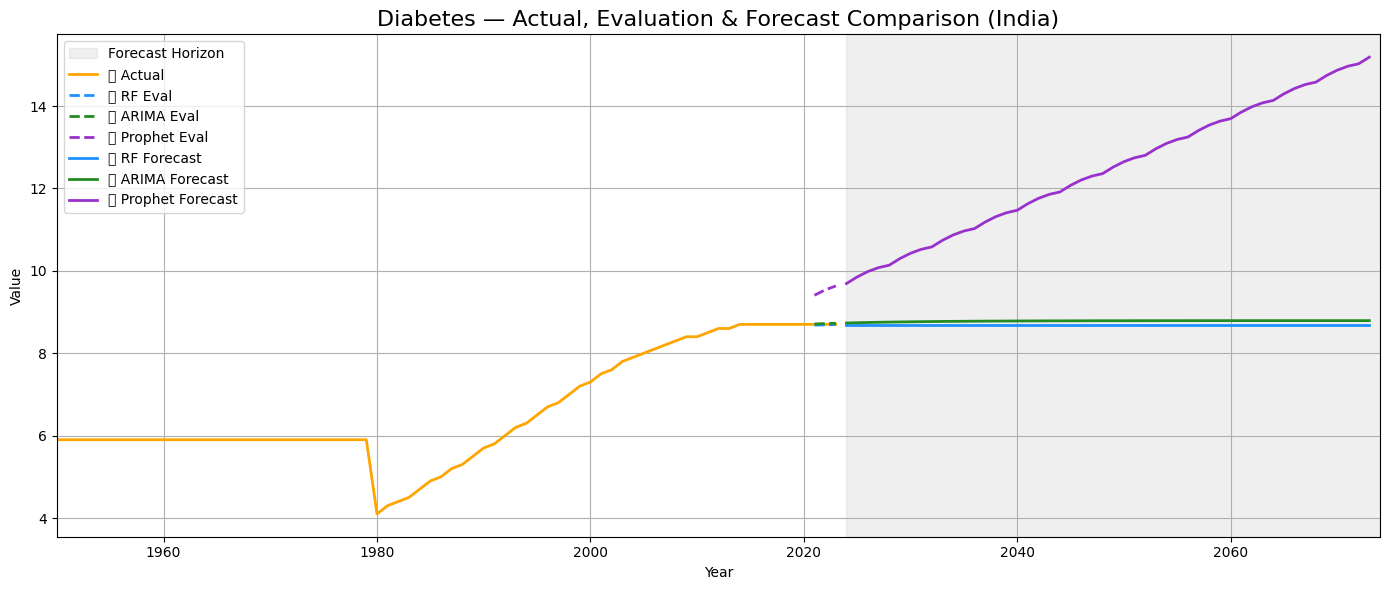 Diabetes — Actual, Evaluation & Forecast Comparison (India)
Forecast Horizon
▯ Actual
▯ RF Eval
▯ ARIMA Eval
▯ Prophet Eval
▯ RF Forecast
▯ ARIMA Forecast
▯ Prophet Forecast
Value
14
12
10
8
6
4
1960 1980 2000 2020 2040 2060
Year